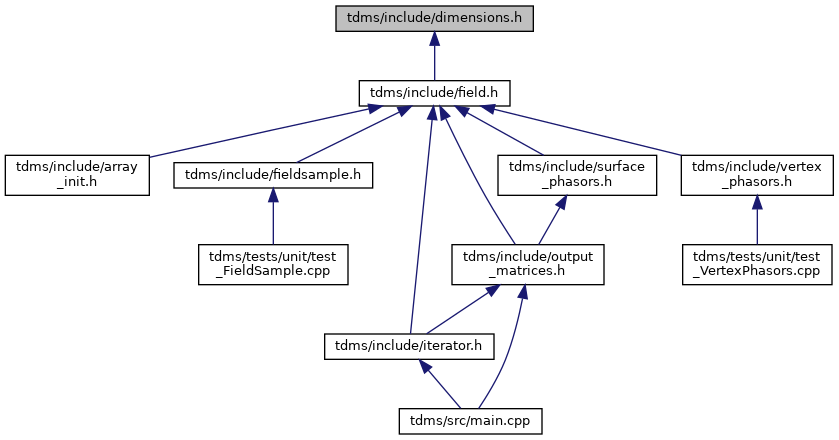 tdms/include/dimensions.h
tdms/include/field.h
tdms/include/array
_init.h
tdms/include/fieldsample.h
tdms/include/surface
_phasors.h
tdms/include/vertex
_phasors.h
tdms/tests/unit/test
_FieldSample.cpp
tdms/include/output
_matrices.h
tdms/tests/unit/test
_VertexPhasors.cpp
tdms/include/iterator.h
tdms/src/main.cpp